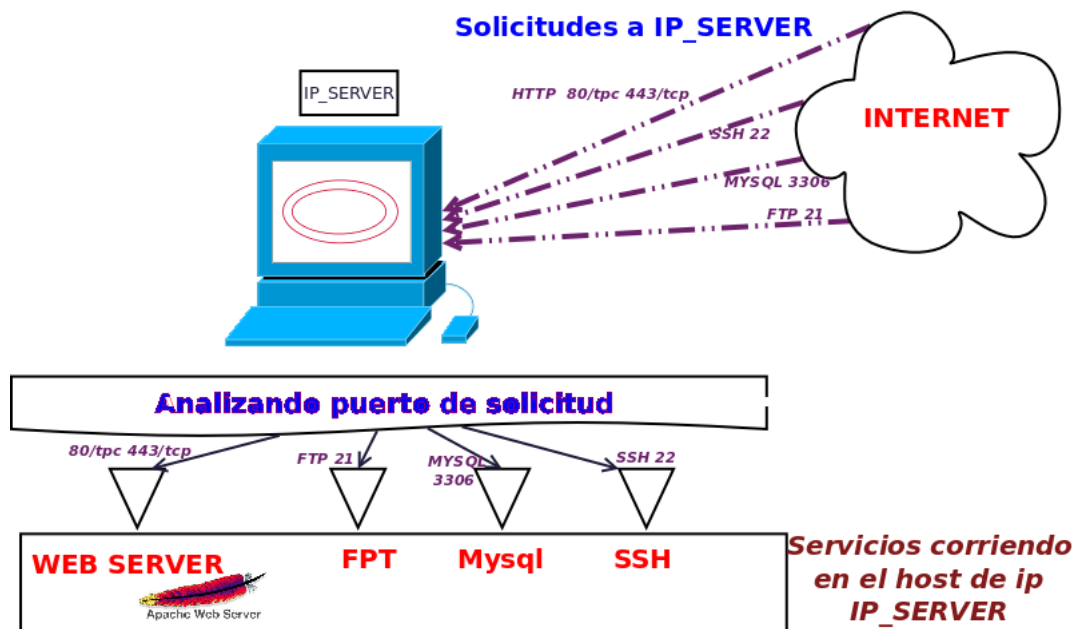 Solicitudes a IP_SERVER
IP_SERVER
HTTP 80/tpc 443/tcp
INTERNET
SSH 22
MYSQL 3306
FTP 21
Analizando puerto de solicitud
80/tpc 443/tcp
FTP 21
MYSQL
3306
SSH 22
WEB SERVER
FPT
Mysql
SSH
Apache Web Server
Servicios corriendo
en el host de ip
IP_SERVER